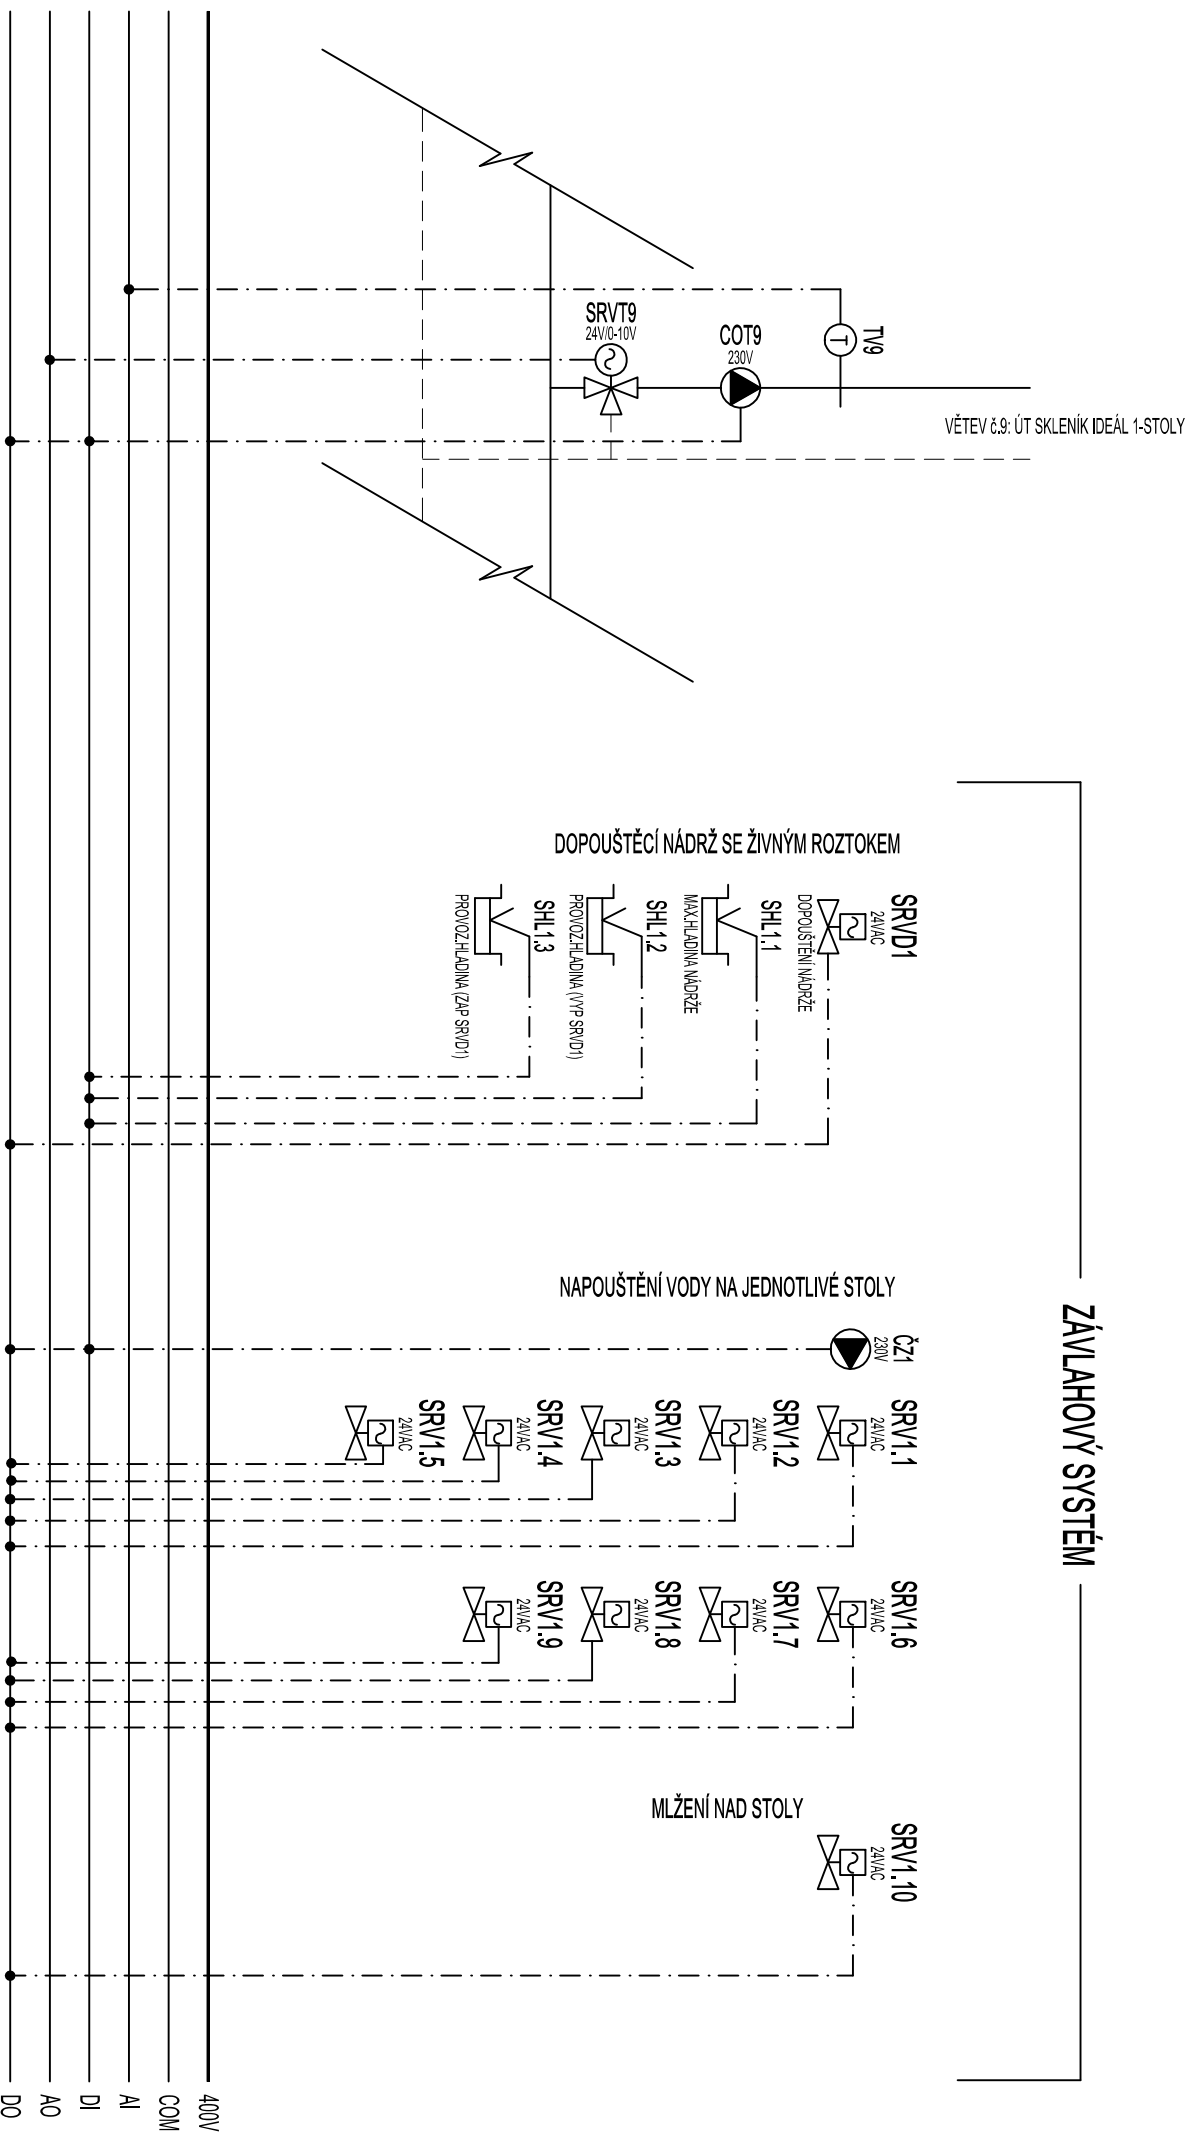 SRVT9
24V/0-10V
COT9
230V
TV9
VĚTEV č.9: ÚT SKLENÍK IDEÁL 1-STOLY
ZÁVLAHOVÝ SYSTÉM
DOPOUŠTĚCÍ NÁDRŽ SE ŽIVNÝM ROZTOKEM
SRVD1
24VAC
DOPOUŠTĚNÍ NÁDRŽE
SHL1.1
MAX.HLADINA NÁDRŽE
SHL1.2
PROVOZ.HLADINA (VYP SRVD1)
SHL1.3
PROVOZ.HLADINA (ZAP SRVD1)
NAPOUŠTĚNÍ VODY NA JEDNOTLIVÉ STOLY
ČZ1
230V
SRV1.1
24VAC
SRV1.2
24VAC
SRV1.3
24VAC
SRV1.4
24VAC
SRV1.5
24VAC
SRV1.6
24VAC
SRV1.7
24VAC
SRV1.8
24VAC
SRV1.9
24VAC
MLŽENÍ NAD STOLY
SRV1.10
24VAC
400V
COM
AI
DI
AO
DO
T